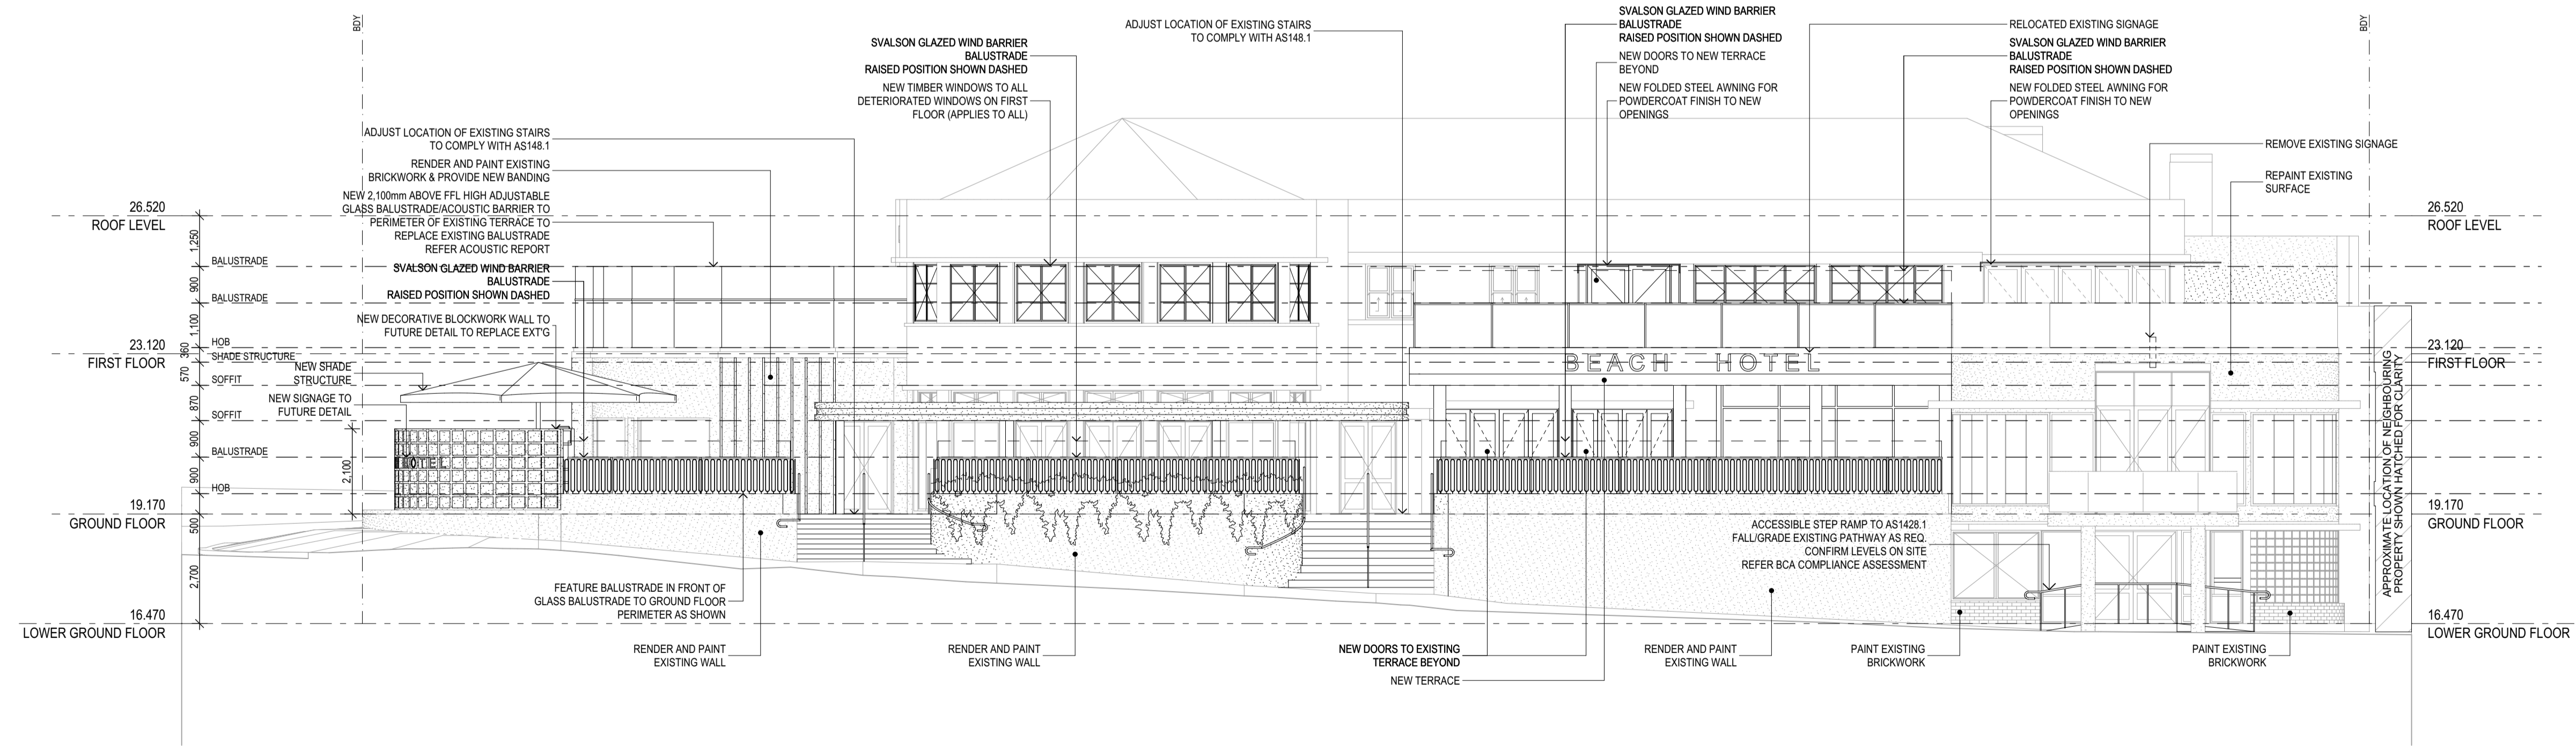 BDY
BDY
SVALSON GLAZED WIND BARRIER
BALUSTRADE
RAISED POSITION SHOWN DASHED
NEW TIMBER WINDOWS TO ALL
DETERIORATED WINDOWS ON FIRST
FLOOR (APPLIES TO ALL)
ADJUST LOCATION OF EXISTING STAIRS
TO COMPLY WITH AS148.1
SVALSON GLAZED WIND BARRIER
BALUSTRADE
RAISED POSITION SHOWN DASHED
NEW DOORS TO NEW TERRACE
BEYOND
NEW FOLDED STEEL AWNING FOR
POWDERCOAT FINISH TO NEW
OPENINGS
RELOCATED EXISTING SIGNAGE
SVALSON GLAZED WIND BARRIER
BALUSTRADE
RAISED POSITION SHOWN DASHED
NEW FOLDED STEEL AWNING FOR
POWDERCOAT FINISH TO NEW
OPENINGS
REMOVE EXISTING SIGNAGE
REPAINT EXISTING
SURFACE
ADJUST LOCATION OF EXISTING STAIRS
TO COMPLY WITH AS148.1
RENDER AND PAINT EXISTING
BRICKWORK & PROVIDE NEW BANDING
NEW 2,100mm ABOVE FFL HIGH ADJUSTABLE
GLASS BALUSTRADE/ACOUSTIC BARRIER TO
PERIMETER OF EXISTING TERRACE TO
REPLACE EXISTING BALUSTRADE
REFER ACOUSTIC REPORT
SVALSON GLAZED WIND BARRIER
BALUSTRADE
RAISED POSITION SHOWN DASHED
NEW DECORATIVE BLOCKWORK WALL TO
FUTURE DETAIL TO REPLACE EXT'G
NEW SHADE
STRUCTURE
NEW SIGNAGE TO
FUTURE DETAIL
26.520
ROOF LEVEL
23.120
FIRST FLOOR
19.170
GROUND FLOOR
16.470
LOWER GROUND FLOOR
1,250
900
1,100
360
570
870
900
900
500
2,700
2,100
BALUSTRADE
BALUSTRADE
HOB
SHADE STRUCTURE
SOFFIT
SOFFIT
BALUSTRADE
HOB
HOTEL
BEACH HOTEL
26.520
ROOF LEVEL
23.120
FIRST FLOOR
19.170
GROUND FLOOR
16.470
LOWER GROUND FLOOR
APPROXIMATE LOCATION OF NEIGHBOURING
PROPERTY SHOWN HATCHED FOR CLARITY
ACCESSIBLE STEP RAMP TO AS1428.1
FALL/GRADE EXISTING PATHWAY AS REQ.
CONFIRM LEVELS ON SITE
REFER BCA COMPLIANCE ASSESSMENT
FEATURE BALUSTRADE IN FRONT OF
GLASS BALUSTRADE TO GROUND FLOOR
PERIMETER AS SHOWN
RENDER AND PAINT
EXISTING WALL
RENDER AND PAINT
EXISTING WALL
NEW DOORS TO EXISTING
TERRACE BEYOND
NEW TERRACE
RENDER AND PAINT
EXISTING WALL
PAINT EXISTING
BRICKWORK
PAINT EXISTING
BRICKWORK